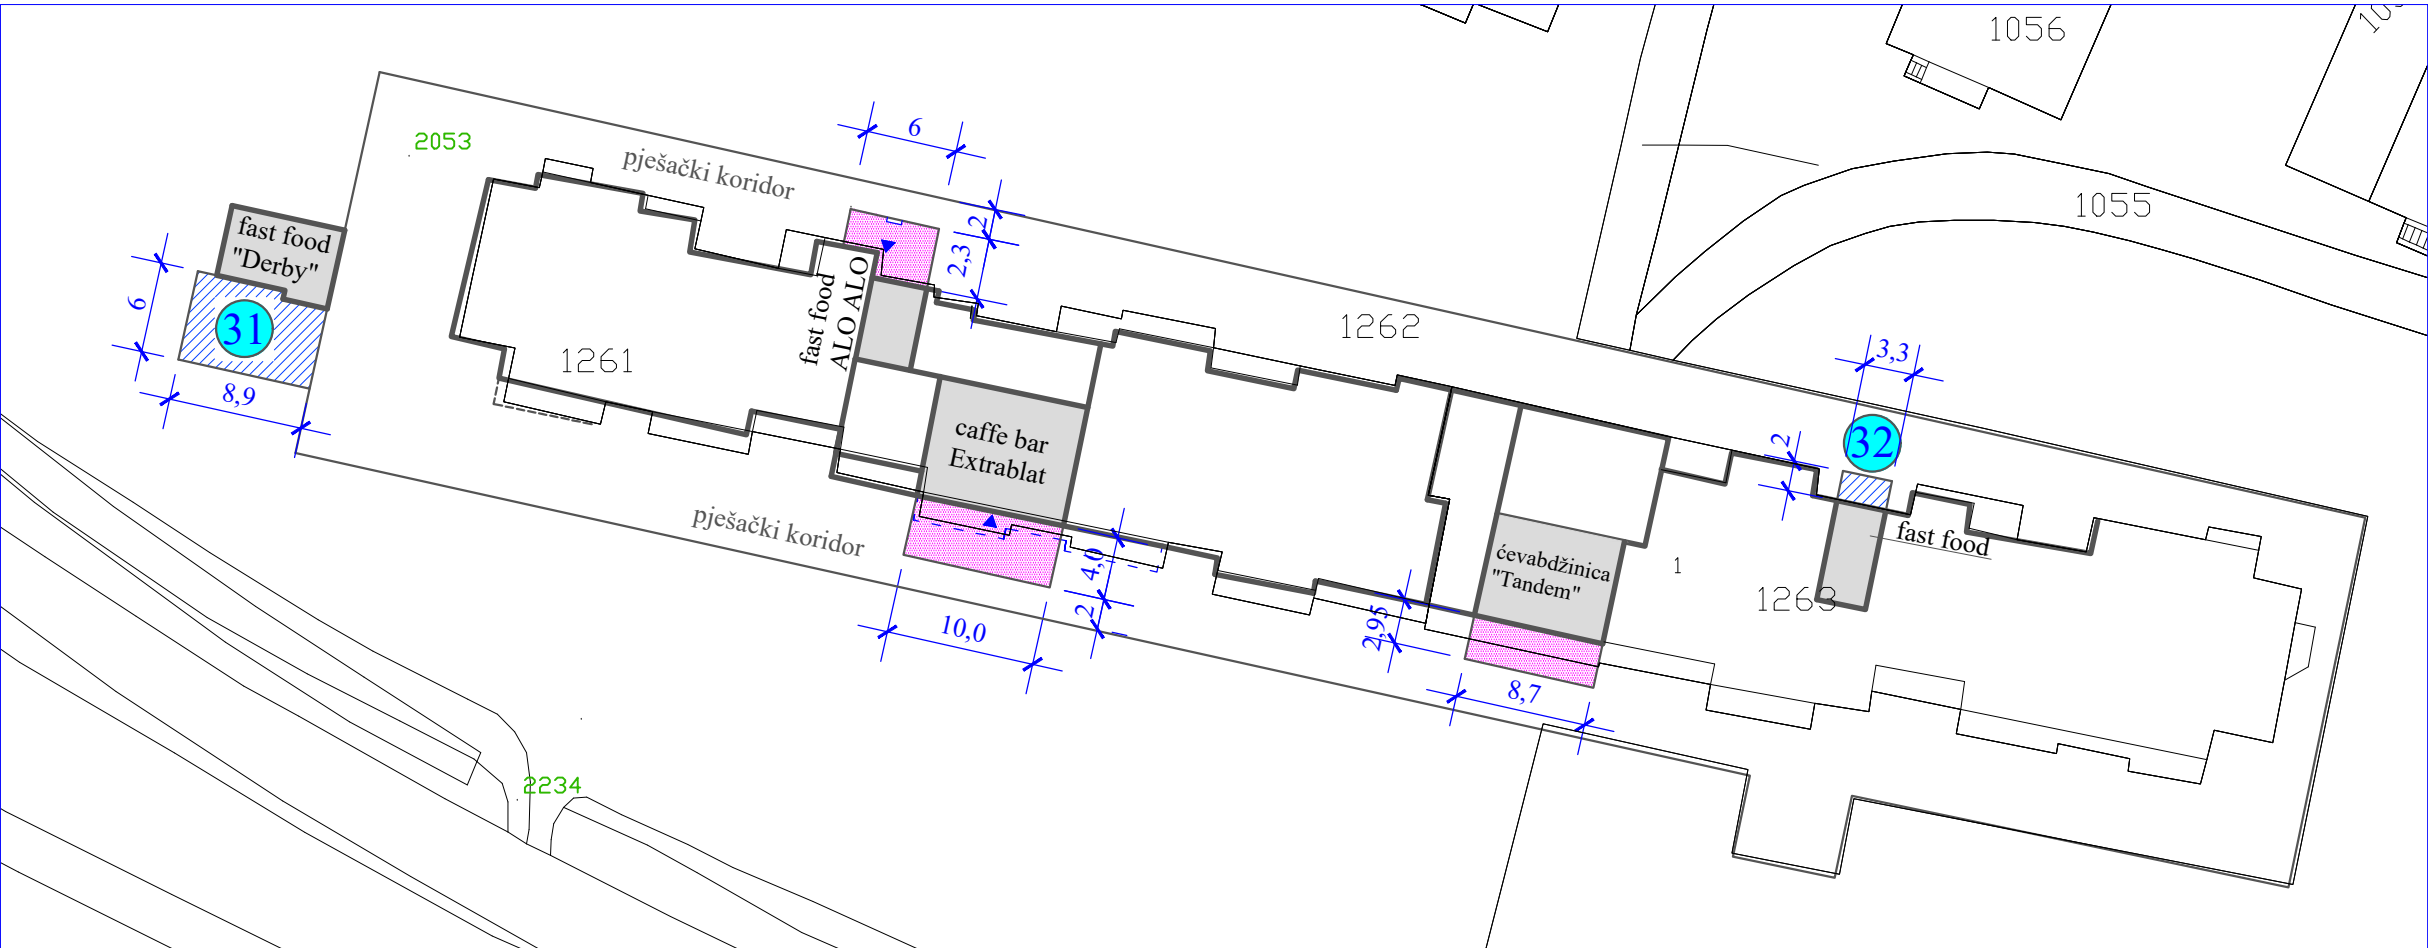 1056
2053
pješački koridor
6
2
2,3
1055
fast food
"Derby"
31
6
8,9
1261
fast food
ALO ALO
1262
3,3
32
2
caffe bar
Extrablat
pješački koridor
4,0
2
10,0
ćevabdžinica
"Tandem"
2,95
8,7
1
1263
fast food
2234